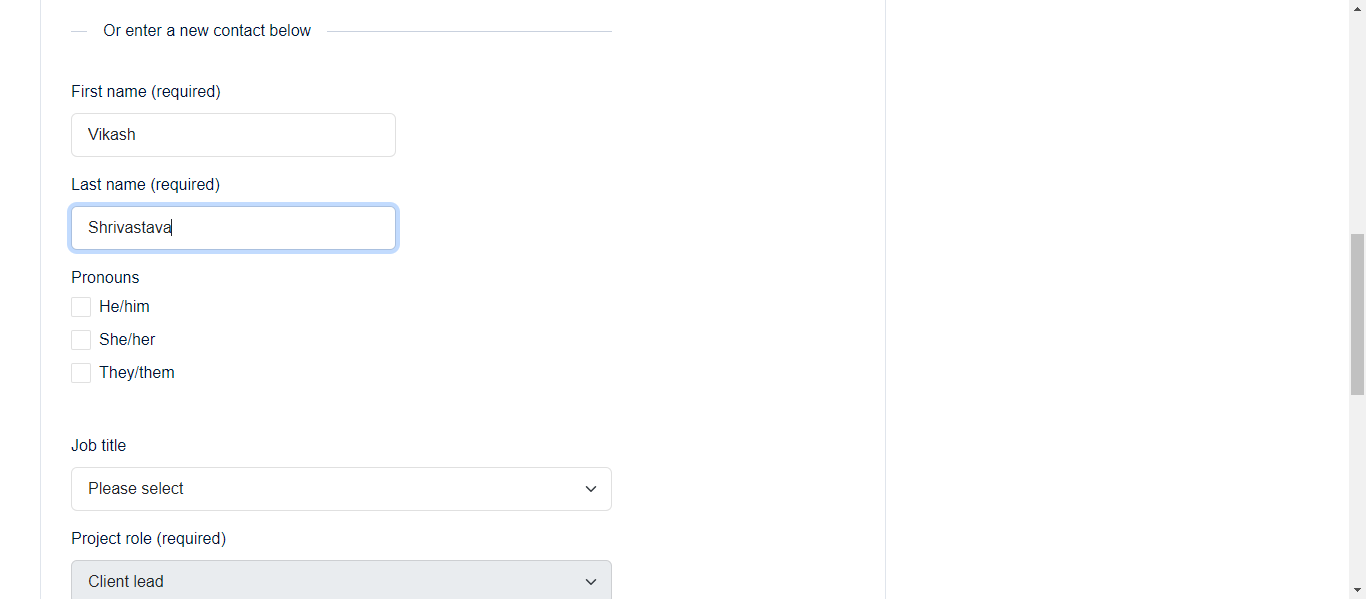 Or enter a new contact below
First name (required)
Vikash
Last name (required)
Shrivastava
Pronouns
He/him
She/her
They/them
Job title
Please select
Project role (required)
Client lead